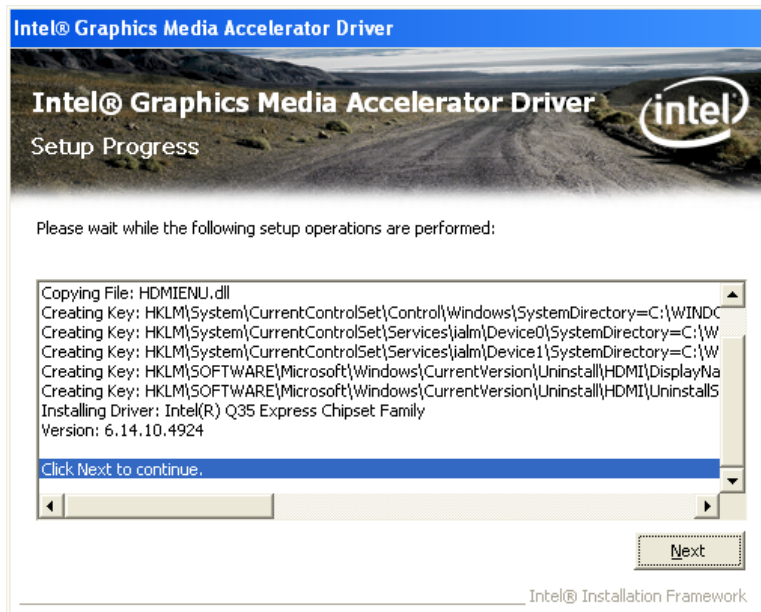 Intel® Graphics Media Accelerator Driver
Intel® Graphics Media Accelerator Driver
intel
Setup Progress
Please wait while the following setup operations are performed:
Copying File: HDMIENU.dll
Creating Key: HKLM\System\CurrentControlSet\Control\Windows\SystemDirectory=C:\WINDO
Creating Key: HKLM\System\CurrentControlSet\Services\ialm\Device0\SystemDirectory=C:\W
Creating Key: HKLM\System\CurrentControlSet\Services\ialm\Device1\SystemDirectory=C:\W
Creating Key: HKLM\SOFTWARE\Microsoft\Windows\CurrentVersion\Uninstall\HDMI\DisplayNa
Creating Key: HKLM\SOFTWARE\Microsoft\Windows\CurrentVersion\Uninstall\HDMI\UninstallS
Installing Driver: Intel(R) Q35 Express Chipset Family
Version: 6.14.10.4924
Click Next to continue.
Next
Intel® Installation Framework